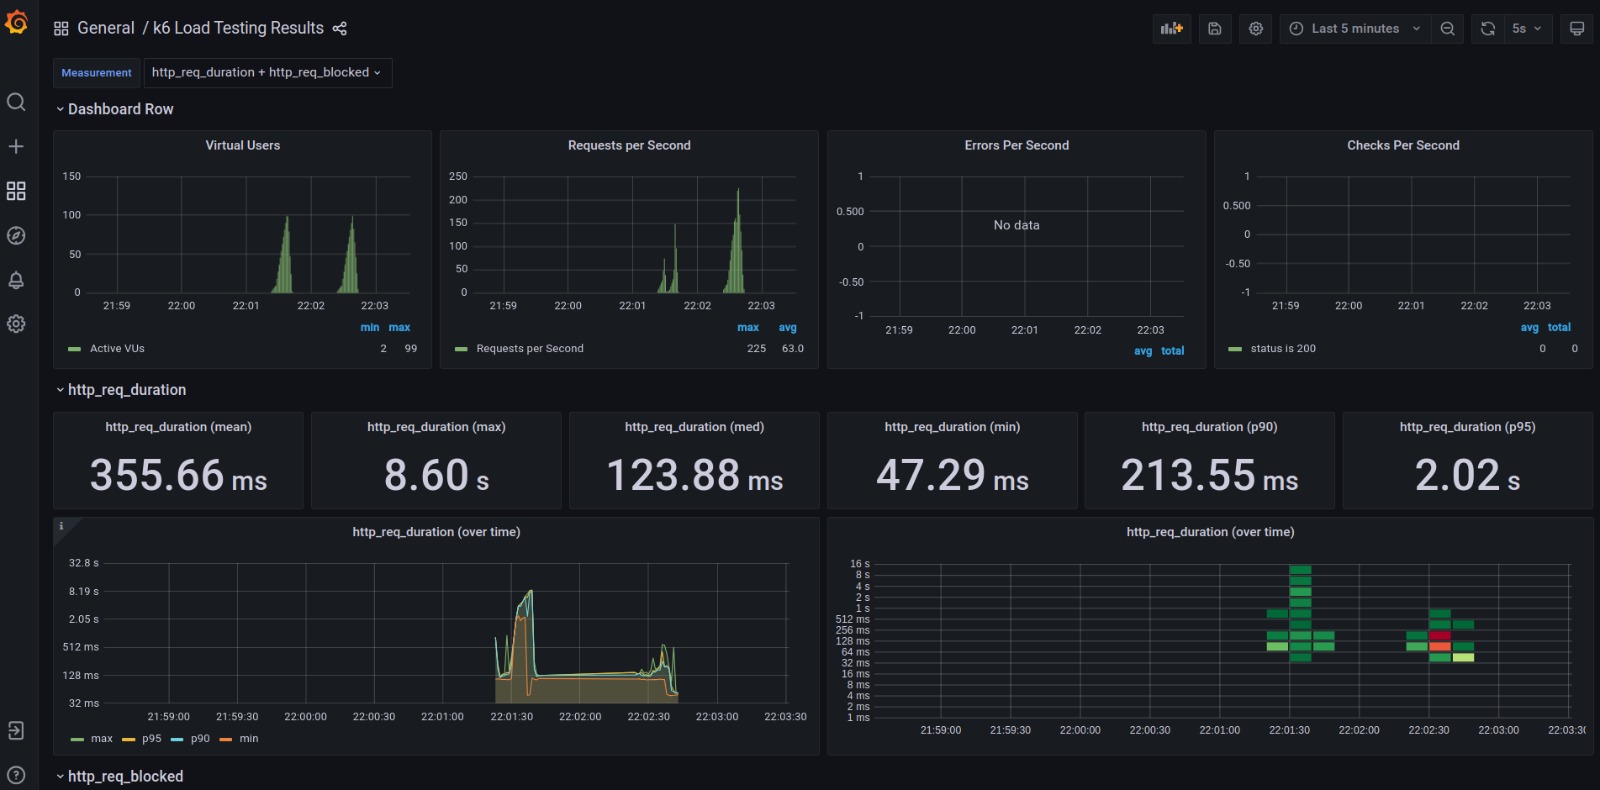 General / k6 Load Testing Results
Last 5 minutes
5s
Measurement http_req_duration + http_req_blocked
Dashboard Row
Virtual Users
150
100
50
0
21:59 22:00 22:01 22:02 22:03
min max
Active VUs 2 99
Requests per Second
250
200
150
100
50
0
21:59 22:00 22:01 22:02 22:03
max avg
Requests per Second 225 63.0
Errors Per Second
1
0.500
0
-0.50
-1
No data
21:59 22:00 22:01 22:02 22:03
avg total
Checks Per Second
1
0.500
0
-0.50
-1
21:59 22:00 22:01 22:02 22:03
avg total
status is 200 0 0
http_req_duration
http_req_duration (mean)
355.66 ms
http_req_duration (max)
8.60 s
http_req_duration (med)
123.88 ms
http_req_duration (min)
47.29 ms
http_req_duration (p90)
213.55 ms
http_req_duration (p95)
2.02 s
i
http_req_duration (over time)
32.8 s
8.19 s
2.05 s
512 ms
128 ms
32 ms
21:59:00 21:59:30 22:00:00 22:00:30 22:01:00 22:01:30 22:02:00 22:02:30 22:03:00 22:03:30
max p95 p90 min
http_req_duration (over time)
16 s
8 s
4 s
2 s
1 s
512 ms
256 ms
128 ms
64 ms
32 ms
16 ms
8 ms
4 ms
2 ms
1 ms
21:59:00 21:59:30 22:00:00 22:00:30 22:01:00 22:01:30 22:02:00 22:02:30 22:03:00 22:03:30
http_req_blocked